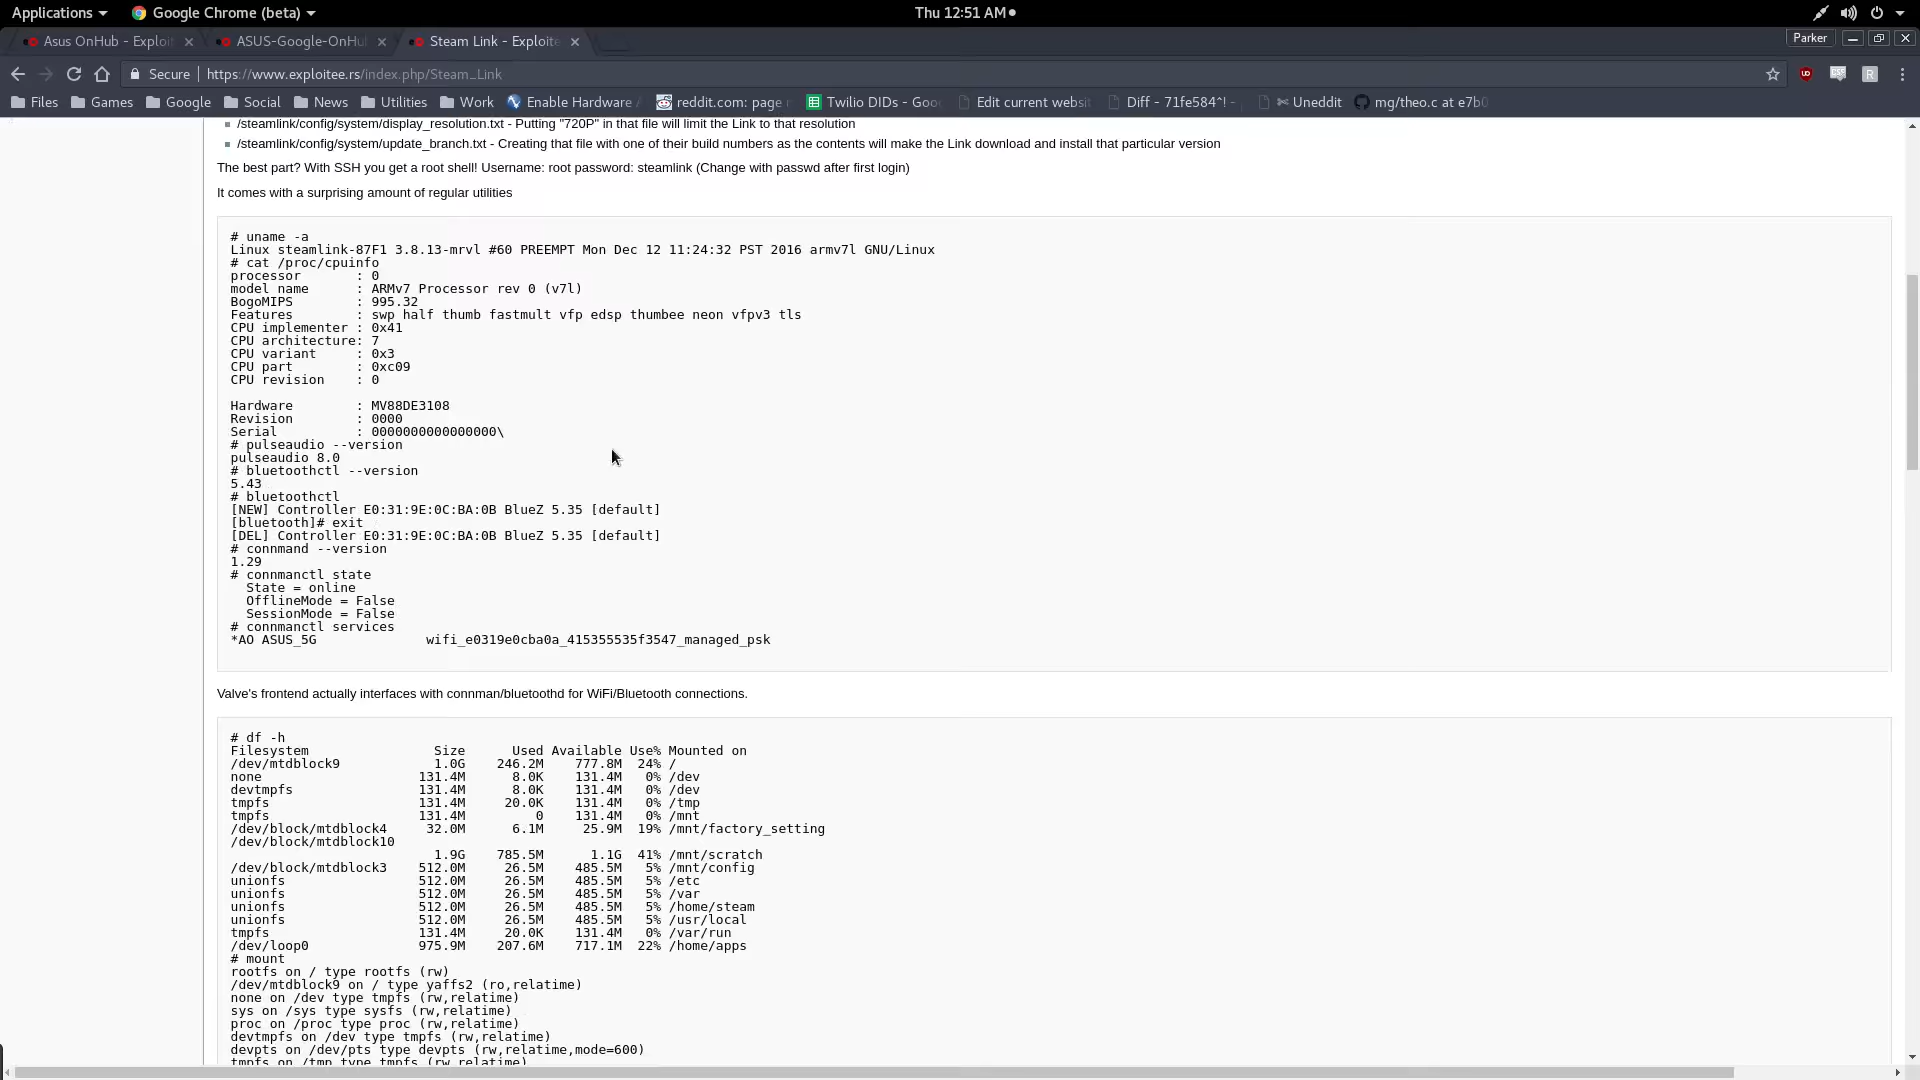 Applications
Google Chrome (beta)
Thu 12:51 AM
Asus OnHub - Exploit
ASUS-Google-OnHu
Steam Link - Exploite
Parker
Secure
https://www.exploitee.rs/index.php/Steam_Link
Files
Games
Google
Social
News
Utilities
Work
Enable Hardware
reddit.com: page
Twilio DIDs - Goo
Edit current websi
Diff - 71fe584^! -
Uneddit
mg/theo.c at e7b0
/steamlink/config/system/display_resolution.txt - Putting "720P" in that file will limit the Link to that resolution
/steamlink/config/system/update_branch.txt - Creating that file with one of their build numbers as the contents will make the Link download and install that particular version
The best part? With SSH you get a root shell! Username: root password: steamlink (Change with passwd after first login)
It comes with a surprising amount of regular utilities
# uname -a
Linux steamlink-87F1 3.8.13-mrvl #60 PREEMPT Mon Dec 12 11:24:32 PST 2016 armv7l GNU/Linux
# cat /proc/cpuinfo
processor       : 0
model name      : ARMv7 Processor rev 0 (v7l)
BogoMIPS        : 995.32
Features        : swp half thumb fastmult vfp edsp thumbee neon vfpv3 tls
CPU implementer : 0x41
CPU architecture: 7
CPU variant     : 0x3
CPU part        : 0xc09
CPU revision    : 0
Hardware        : MV88DE3108
Revision        : 0000
Serial          : 0000000000000000\
# pulseaudio --version
pulseaudio 8.0
# bluetoothctl --version
5.43
# bluetoothctl
[NEW] Controller E0:31:9E:0C:BA:0B BlueZ 5.35 [default]
[bluetooth]# exit
[DEL] Controller E0:31:9E:0C:BA:0B BlueZ 5.35 [default]
# connmand --version
1.29
# connmanctl state
  State = online
  OfflineMode = False
  SessionMode = False
# connmanctl services
*AO ASUS_5G              wifi_e0319e0cba0a_415355535f3547_managed_psk
Valve's frontend actually interfaces with connman/bluetoothd for WiFi/Bluetooth connections.
# df -h
Filesystem                Size      Used Available Use% Mounted on
/dev/mtdblock9            1.0G    246.2M    777.8M  24% /
none                    131.4M      8.0K    131.4M   0% /dev
devtmpfs                131.4M      8.0K    131.4M   0% /dev
tmpfs                   131.4M     20.0K    131.4M   0% /tmp
tmpfs                   131.4M         0    131.4M   0% /mnt
/dev/block/mtdblock4     32.0M      6.1M     25.9M  19% /mnt/factory_setting
/dev/block/mtdblock10
                          1.9G    785.5M      1.1G  41% /mnt/scratch
/dev/block/mtdblock3    512.0M     26.5M    485.5M   5% /mnt/config
unionfs                 512.0M     26.5M    485.5M   5% /etc
unionfs                 512.0M     26.5M    485.5M   5% /var
unionfs                 512.0M     26.5M    485.5M   5% /home/steam
unionfs                 512.0M     26.5M    485.5M   5% /usr/local
tmpfs                   131.4M     20.0K    131.4M   0% /var/run
/dev/loop0              975.9M    207.6M    717.1M  22% /home/apps
# mount
rootfs on / type rootfs (rw)
/dev/mtdblock9 on / type yaffs2 (ro,relatime)
none on /dev type tmpfs (rw,relatime)
sys on /sys type sysfs (rw,relatime)
proc on /proc type proc (rw,relatime)
devtmpfs on /dev type tmpfs (rw,relatime)
devpts on /dev/pts type devpts (rw,relatime,mode=600)
tmpfs on /tmp type tmpfs (rw,relatime)